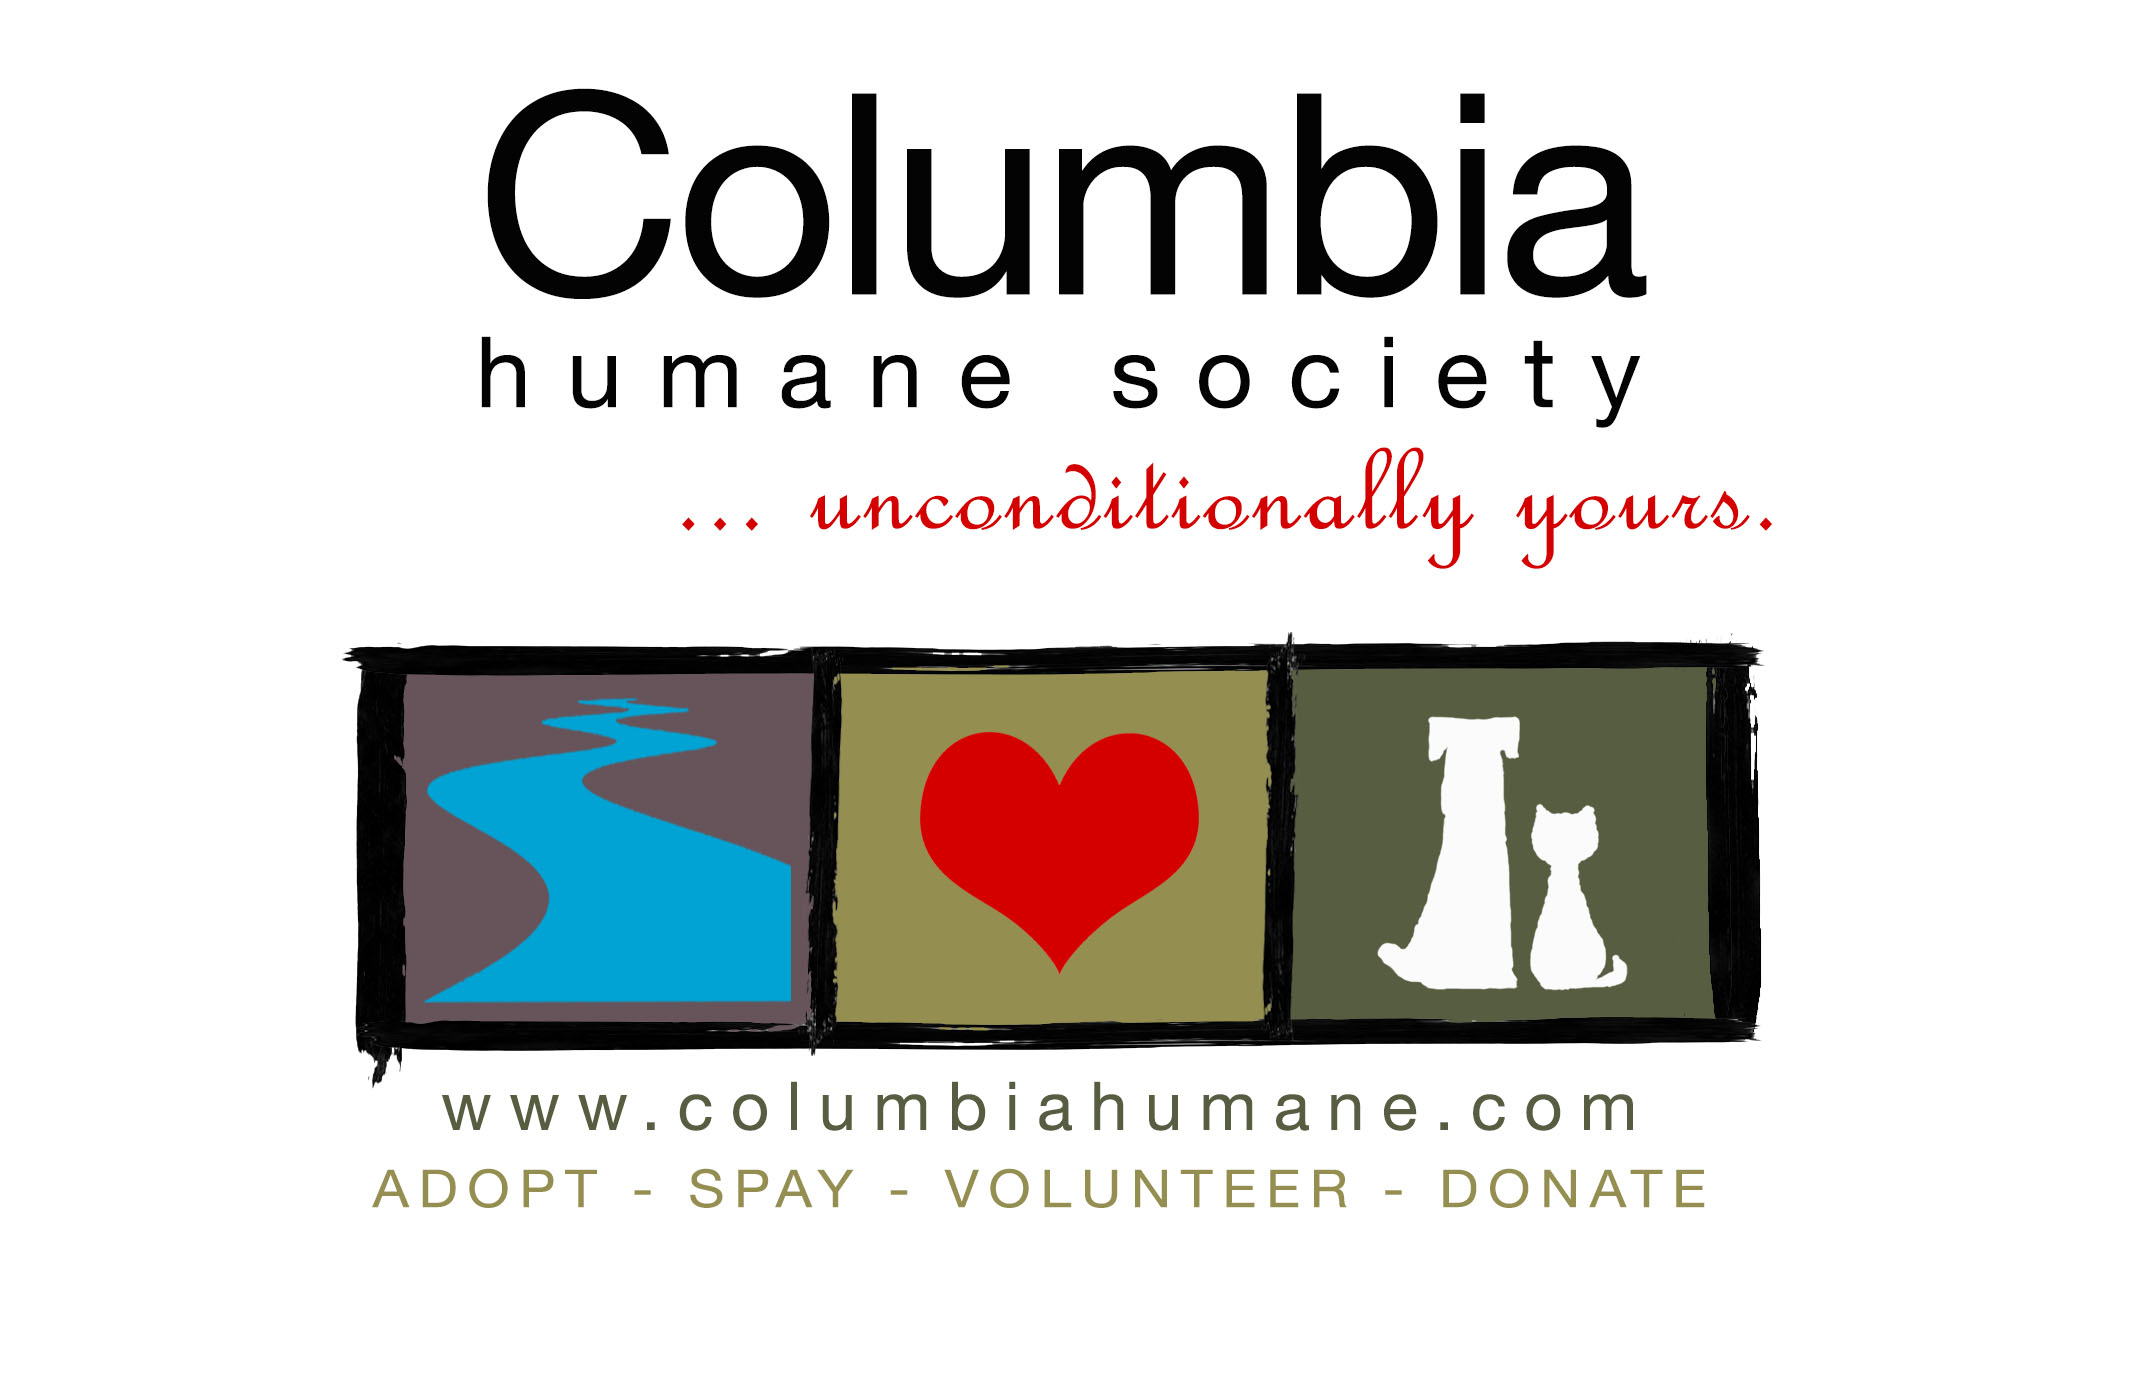 Columbia
humane society
... unconditionally yours.
www.columbiahumane.com
ADOPT - SPAY - VOLUNTEER - DONATE